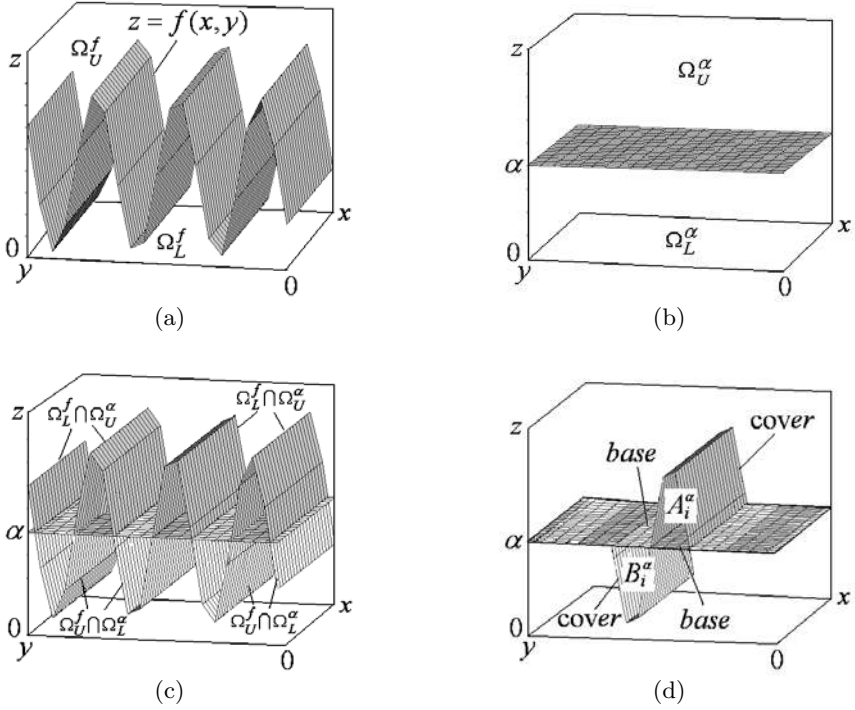 z
Ω_U^f
z = f(x, y)
0
Ω_L^f
x
y
0
(a)
z
Ω_U^α
α
0
Ω_L^α
x
y
0
(b)
z
Ω_L^f∩Ω_U^α
Ω_L^f∩Ω_U^α
α
0
Ω_U^f∩Ω_L^α
Ω_U^f∩Ω_L^α
x
y
0
(c)
z
cover
base
A_i^α
α
B_i^α
x
cover
base
0
y
0
(d)